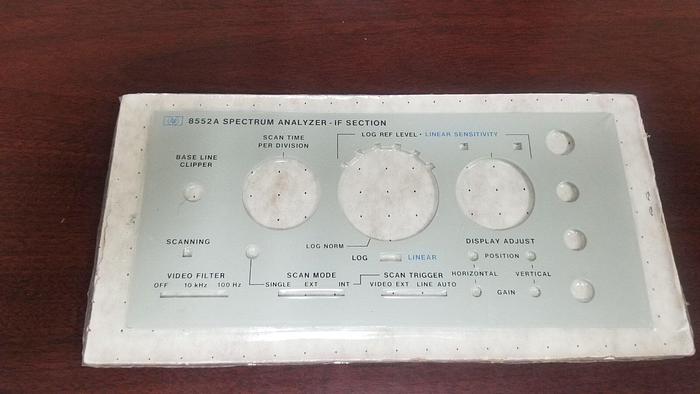 hp 8552A SPECTRUM ANALYZER - IF SECTION
SCAN TIME
PER DIVISION
LOG REF LEVEL • LINEAR SENSITIVITY
BASE LINE
CLIPPER
LOG NORM
SCANNING
LOG LINEAR
DISPLAY ADJUST
POSITION
HORIZONTAL VERTICAL
GAIN
VIDEO FILTER
OFF 10 kHz 100 Hz
SCAN MODE
SINGLE EXT INT
SCAN TRIGGER
VIDEO EXT LINE AUTO